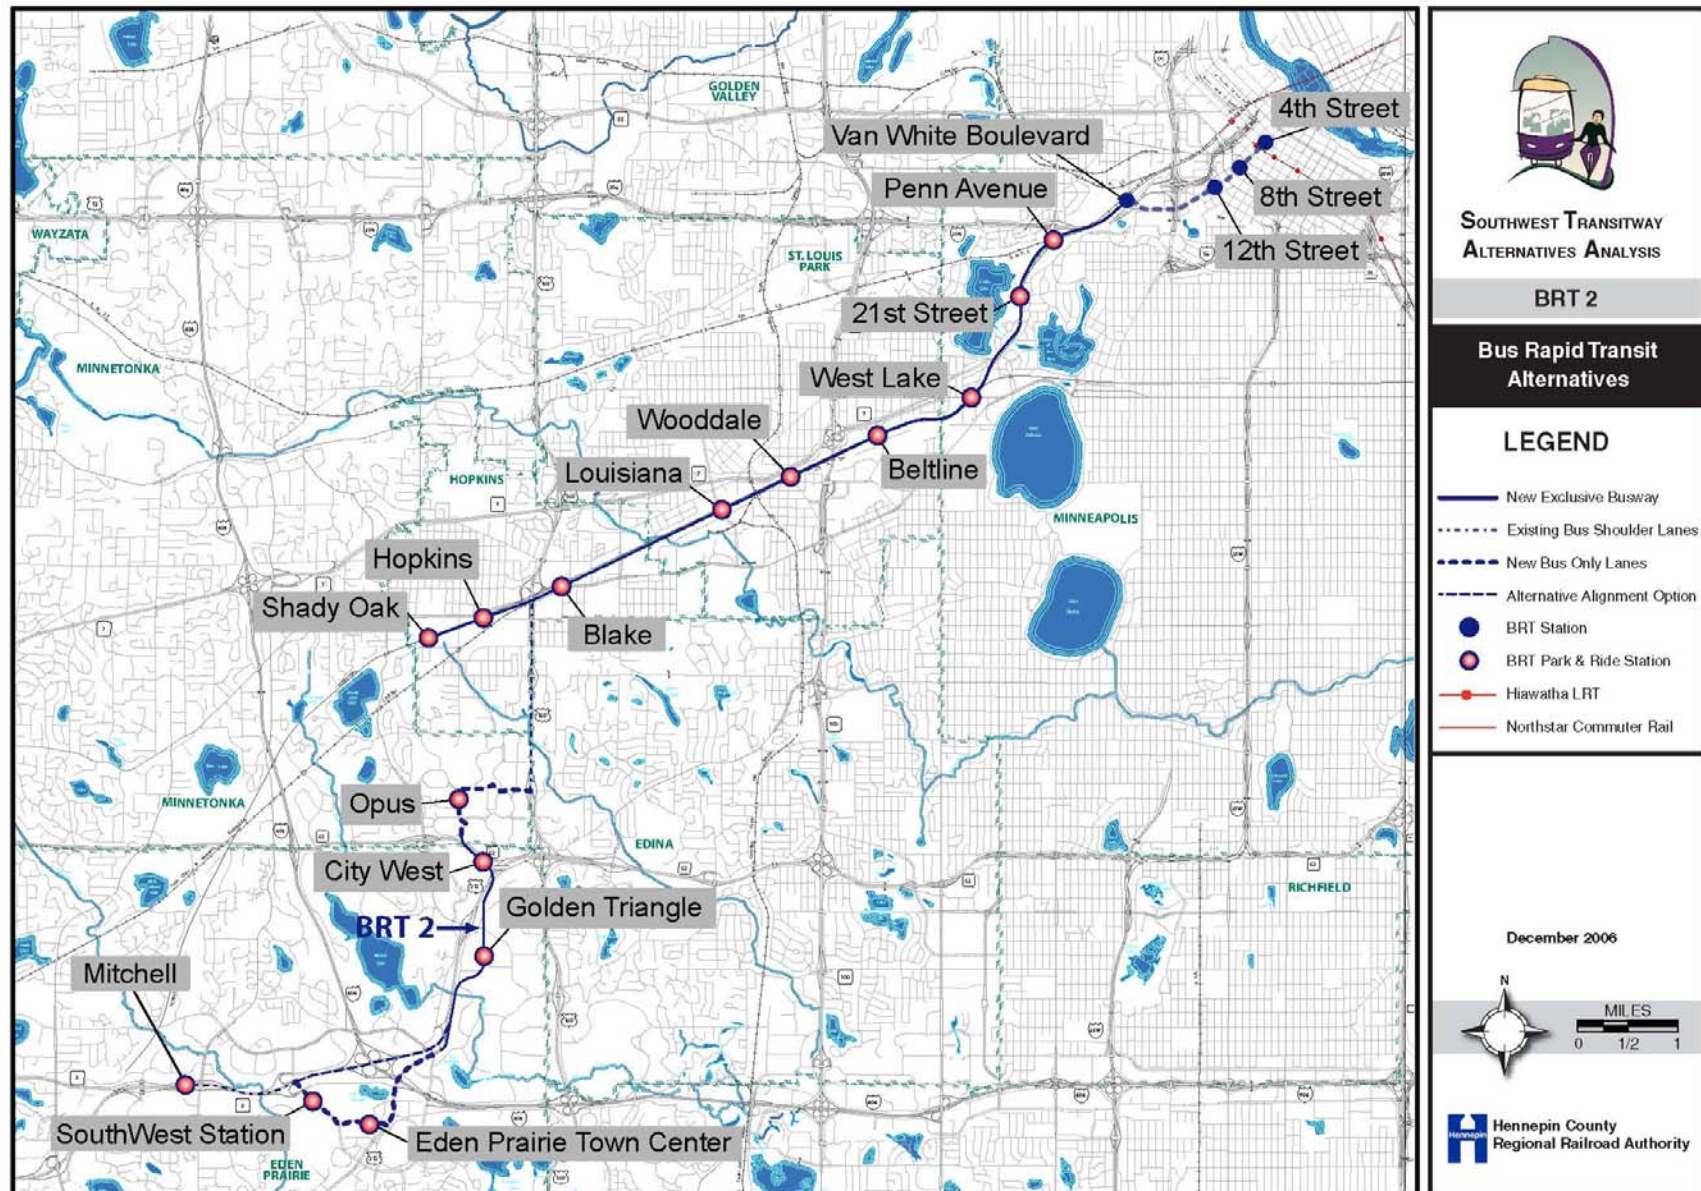 4th Street
Van White Boulevard
Penn Avenue
8th Street
12th Street
21st Street
West Lake
Wooddale
Beltline
Louisiana
Hopkins
Shady Oak
Blake
Opus
City West
Golden Triangle
BRT 2
Mitchell
SouthWest Station
Eden Prairie Town Center
GOLDEN
VALLEY
WAYZATA
ST. LOUIS
PARK
MINNETONKA
HOPKINS
MINNEAPOLIS
MINNETONKA
EDINA
RICHFIELD
EDEN
PRAIRIE
SOUTHWEST TRANSITWAY
ALTERNATIVES ANALYSIS
BRT 2
Bus Rapid Transit
Alternatives
LEGEND
New Exclusive Busway
Existing Bus Shoulder Lanes
New Bus Only Lanes
Alternative Alignment Option
BRT Station
BRT Park & Ride Station
Hiawatha LRT
Northstar Commuter Rail
December 2006
N
MILES
0 1/2 1
Hennepin
Hennepin County
Regional Railroad Authority